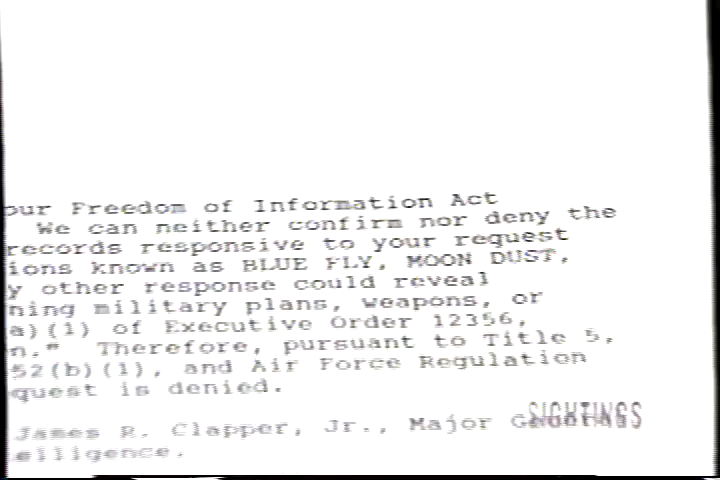 our Freedom of Information Act
We can neither confirm nor deny the
records responsive to your request
ions known as BLUE FLY, MOON DUST,
y other response could reveal
ning military plans, weapons, or
a)(1) of Executive Order 12356,
n." Therefore, pursuant to Title 5,
52(b)(1), and Air Force Regulation
quest is denied.
James R. Clapper, Jr., Major General
SIGHTINGS
elligence.